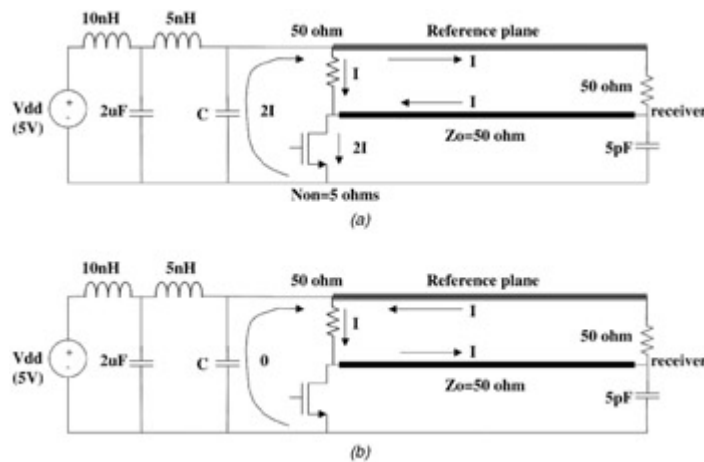 10nH 5nH
50 ohm
Reference plane
I
I
I
50 ohm
Vdd
(5V)
+
-
2uF
C
2I
receiver
Zo=50 ohm
2I
5pF
Non=5 ohms
(a)
10nH 5nH
50 ohm
Reference plane
I
I
I
50 ohm
Vdd
(5V)
+
-
2uF
C
0
receiver
Zo=50 ohm
5pF
(b)